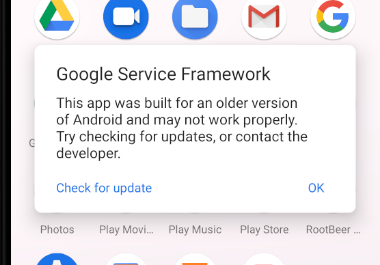 Google Service Framework
This app was built for an older version
of Android and may not work properly.
Try checking for updates, or contact the
developer.
Check for update
OK
G
Photos
Play Movi...
Play Music
Play Store
RootBeer ...